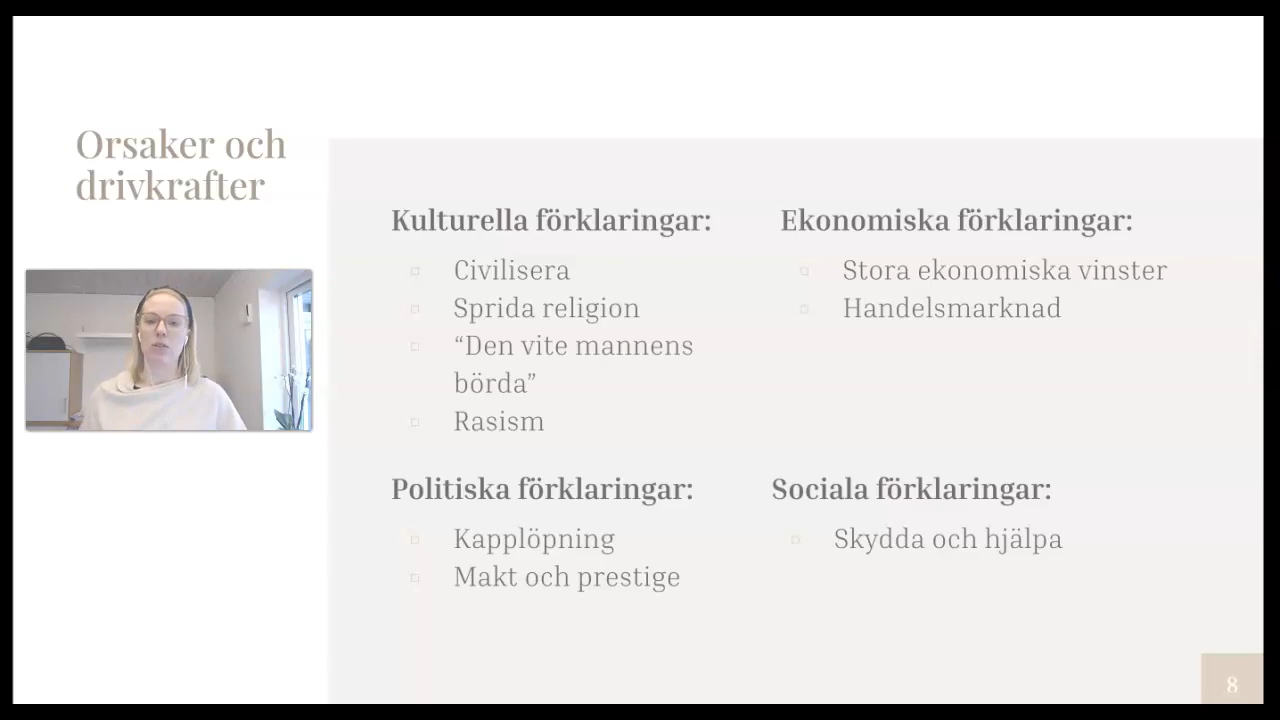 Orsaker och
drivkrafter
Kulturella förklaringar:
Civilisera
Sprida religion
“Den vite mannens
börda”
Rasism
Ekonomiska förklaringar:
Stora ekonomiska vinster
Handelsmarknad
Politiska förklaringar:
Kapplöpning
Makt och prestige
Sociala förklaringar:
Skydda och hjälpa
8